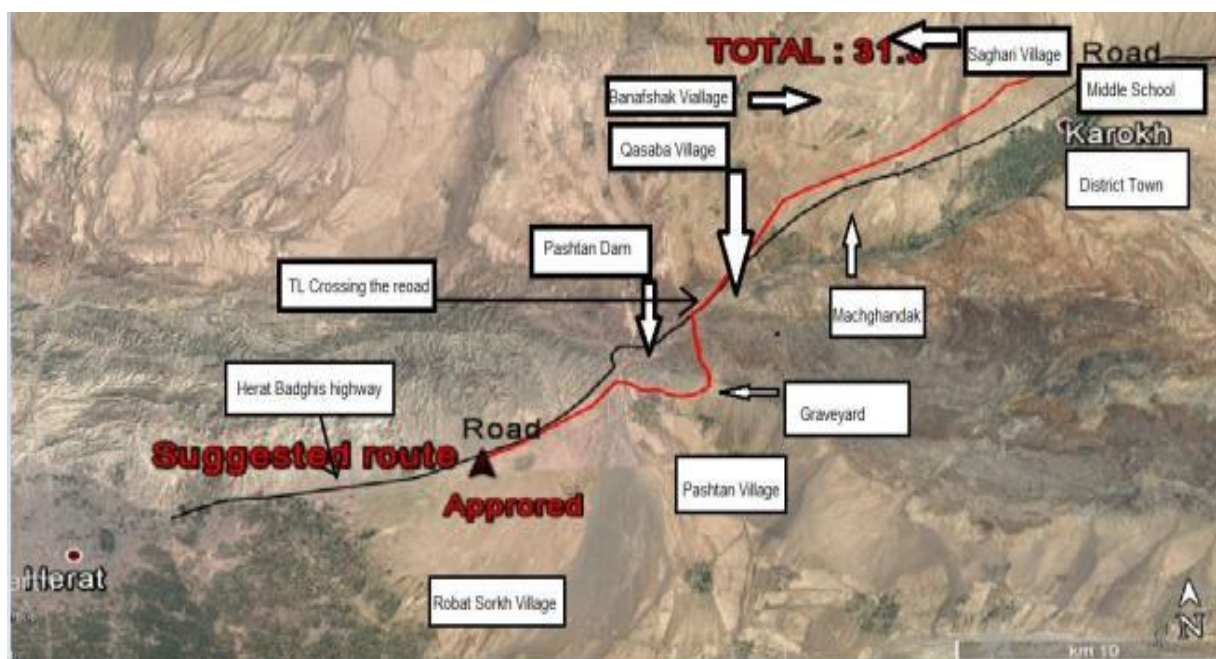 TOTAL : 31.
Saghari Village
Road
Banafshak Viallage
Middle School
Qasaba Village
Karokh
District Town
Pashtan Dam
TL Crossing the reoad
Machghandak
Herat Badghis highway
Graveyard
Road
Suggested route
Approred
Pashtan Village
Herat
Robat Sorkh Village
N
km 10